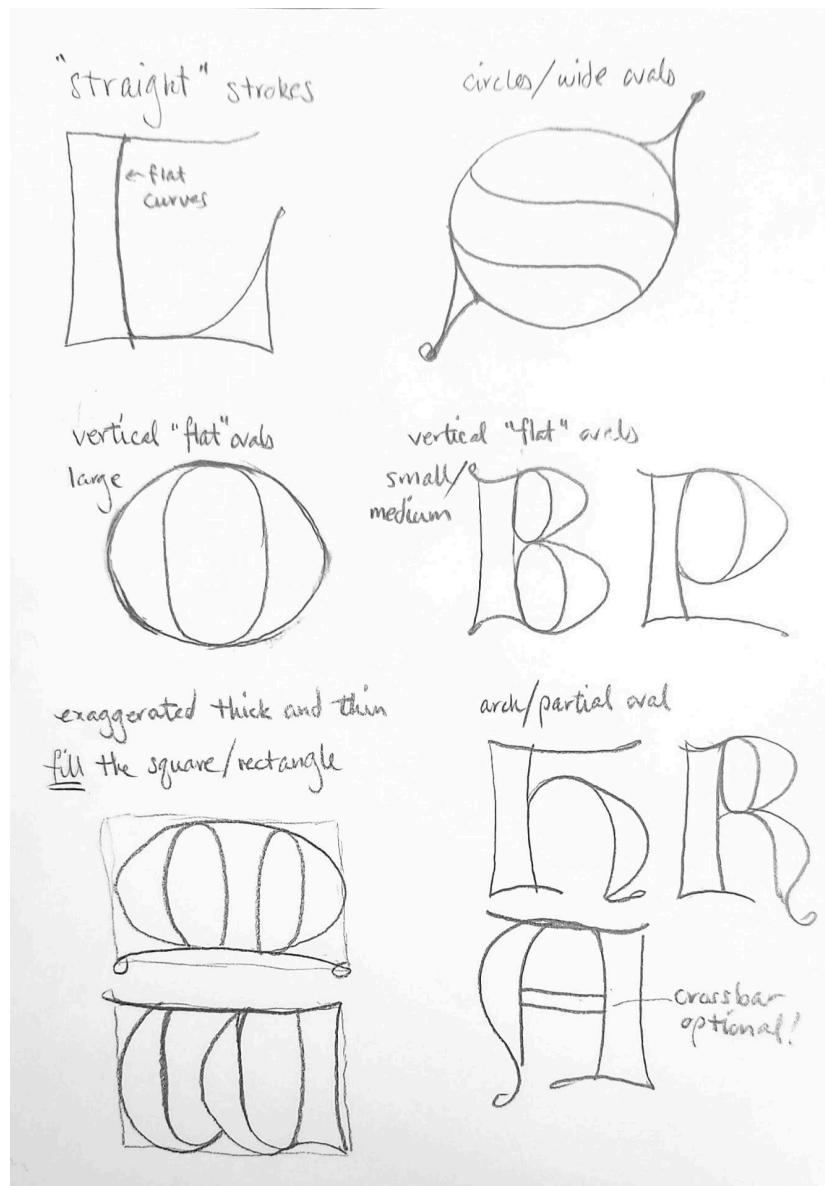 "straight" strokes
L
←flat
curves
circles/wide ovals
S
vertical "flat" ovals
large
O
vertical "flat" ovals
small/
medium
B P
exaggerated thick and thin
fill the square/rectangle
M
W
arch/partial oval
h R
A
crossbar
optional!